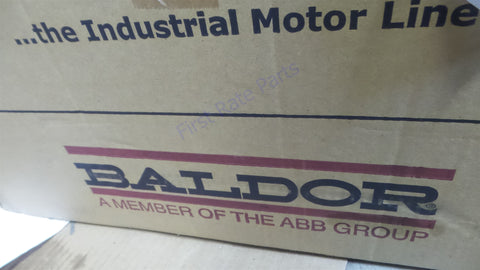 ...the Industrial Motor Line
First Rate Parts
BALDOR®
A MEMBER OF THE ABB GROUP